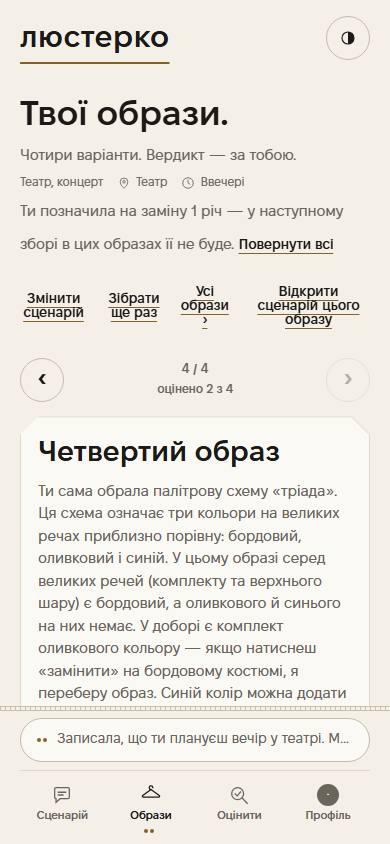 люстерко
Твої образи.
Чотири варіанти. Вердикт — за тобою.
Театр, концерт Театр Ввечері
Ти позначила на заміну 1 річ — у наступному
зборі в цих образах її не буде. Повернути всі
Змінити
сценарій
Зібрати
ще раз
Усі
образи
›
Відкрити
сценарій цього
образу
‹
4 / 4
оцінено 2 з 4
›
Четвертий образ
Ти сама обрала палітрову схему «тріада».
Ця схема означає три кольори на великих
речах приблизно порівну: бордовий,
оливковий і синій. У цьому образі серед
великих речей (комплекту та верхнього
шару) є бордовий, а оливкового й синього
на них немає. У доборі є комплект
оливкового кольору — якщо натиснеш
«замінити» на бордовому костюмі, я
переберу образ. Синій колір можна додати
Записала, що ти плануєш вечір у театрі. М...
Сценарій
Образи
Оцінити
Профіль